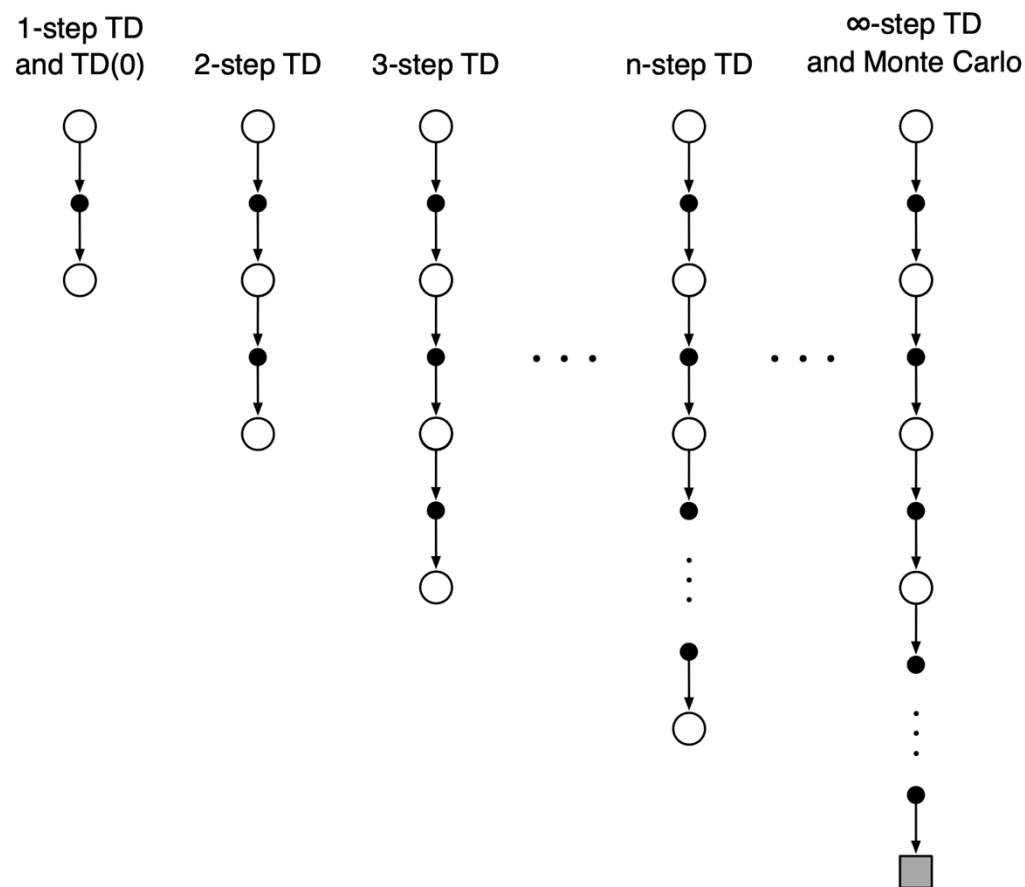 1-step TD
and TD(0)
2-step TD
3-step TD
n-step TD
∞-step TD
and Monte Carlo